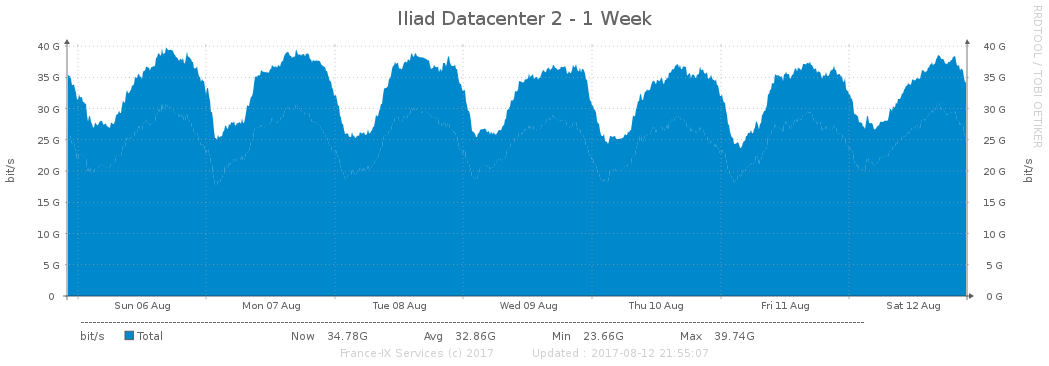 Iliad Datacenter 2 - 1 Week
RRDTOOL / TOBI OETIKER
40 G 40 G
35 G 35 G
30 G 30 G
25 G 25 G
20 G 20 G
15 G 15 G
10 G 10 G
5 G 5 G
0 0 G
bit/s bit/s
Sun 06 Aug Mon 07 Aug Tue 08 Aug Wed 09 Aug Thu 10 Aug Fri 11 Aug Sat 12 Aug
bit/s Total Now 34.78G Avg 32.86G Min 23.66G Max 39.74G
France-IX Services (c) 2017 Updated : 2017-08-12 21:55:07